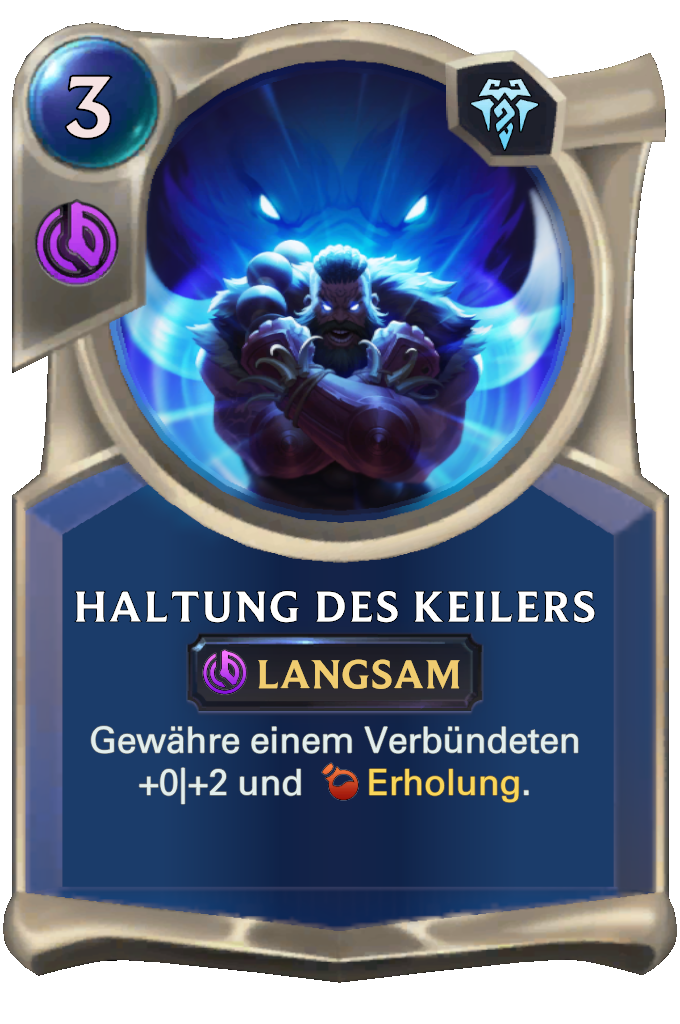 3
HALTUNG DES KEILERS
LANGSAM
Gewähre einem Verbündeten
+0|+2 und Erholung.